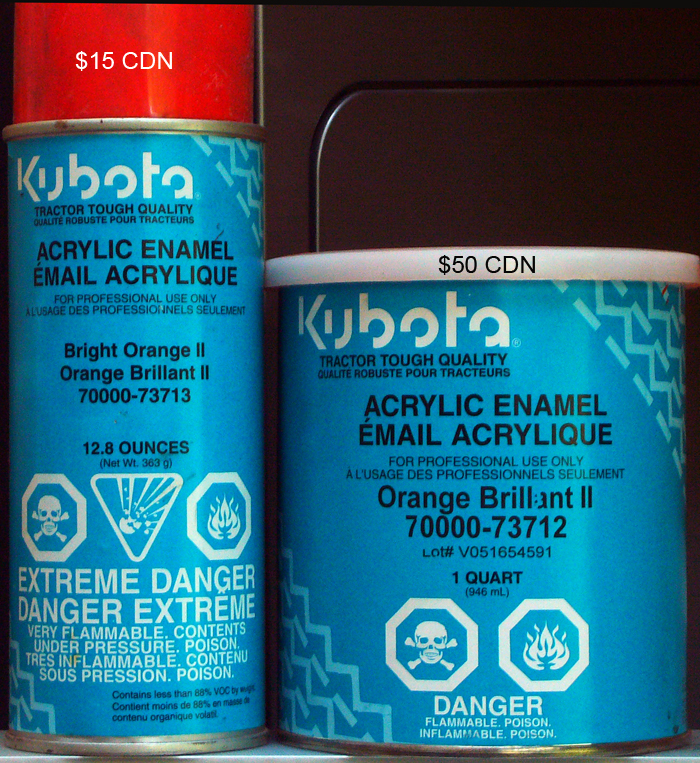 $15 CDN
Kubota
TRACTOR TOUGH QUALITY
QUALITÉ ROBUSTE POUR TRACTEURS
ACRYLIC ENAMEL
ÉMAIL ACRYLIQUE
FOR PROFESSIONAL USE ONLY
À L'USAGE DES PROFESSIONNELS SEULEMENT
Bright Orange II
Orange Brillant II
70000-73713
12.8 OUNCES
(Net Wt. 363 g)
EXTREME DANGER
DANGER EXTRÊME
VERY FLAMMABLE. CONTENTS
UNDER PRESSURE. POISON.
TRÈS INFLAMMABLE. CONTENU
SOUS PRESSION. POISON.
Contains less than 88% VOC by weight.
Contient moins de 88% en masse de
contenu organique volatil.
$50 CDN
Kubota®
TRACTOR TOUGH QUALITY
QUALITÉ ROBUSTE POUR TRACTEURS
ACRYLIC ENAMEL
ÉMAIL ACRYLIQUE
FOR PROFESSIONAL USE ONLY
À L'USAGE DES PROFESSIONNELS SEULEMENT
Orange Brillant II
70000-73712
Lot# V051654591
1 QUART
(946 mL)
DANGER
FLAMMABLE. POISON.
INFLAMMABLE. POISON.